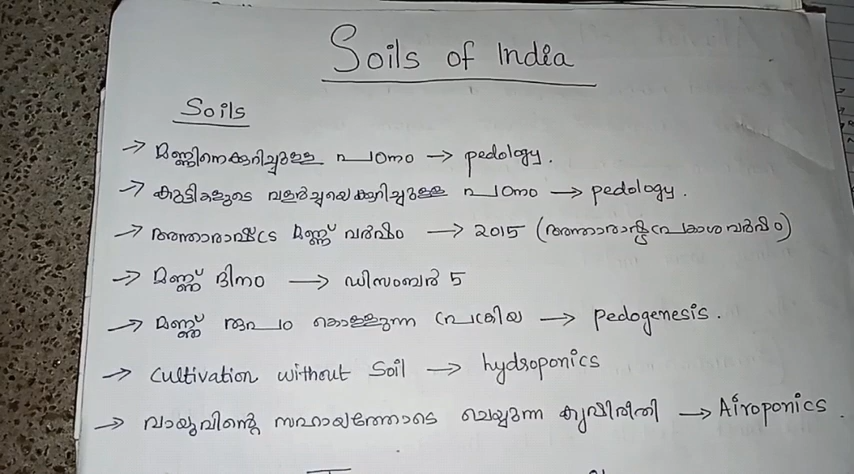 Soils of India
Soils
→ മണ്ണിനെക്കുറിച്ചുള്ള പഠനം → pedology.
→ കുട്ടികളുടെ വളർച്ചയെക്കുറിച്ചുള്ള പഠനം → pedology.
→ അന്താരാഷ്ട്ര മണ്ണ് വർഷം → 2015 (അന്താരാഷ്ട്ര പ്രകാശവർഷം)
→ മണ്ണ് ദിനം → ഡിസംബർ 5
→ മണ്ണ് രൂപം കൊള്ളുന്ന പ്രക്രിയ → pedogenesis.
→ Cultivation without Soil → hydroponics
→ വായുവിന്റെ സഹായത്തോടെ ചെയ്യുന്ന കൃഷിരീതി → Airoponics.